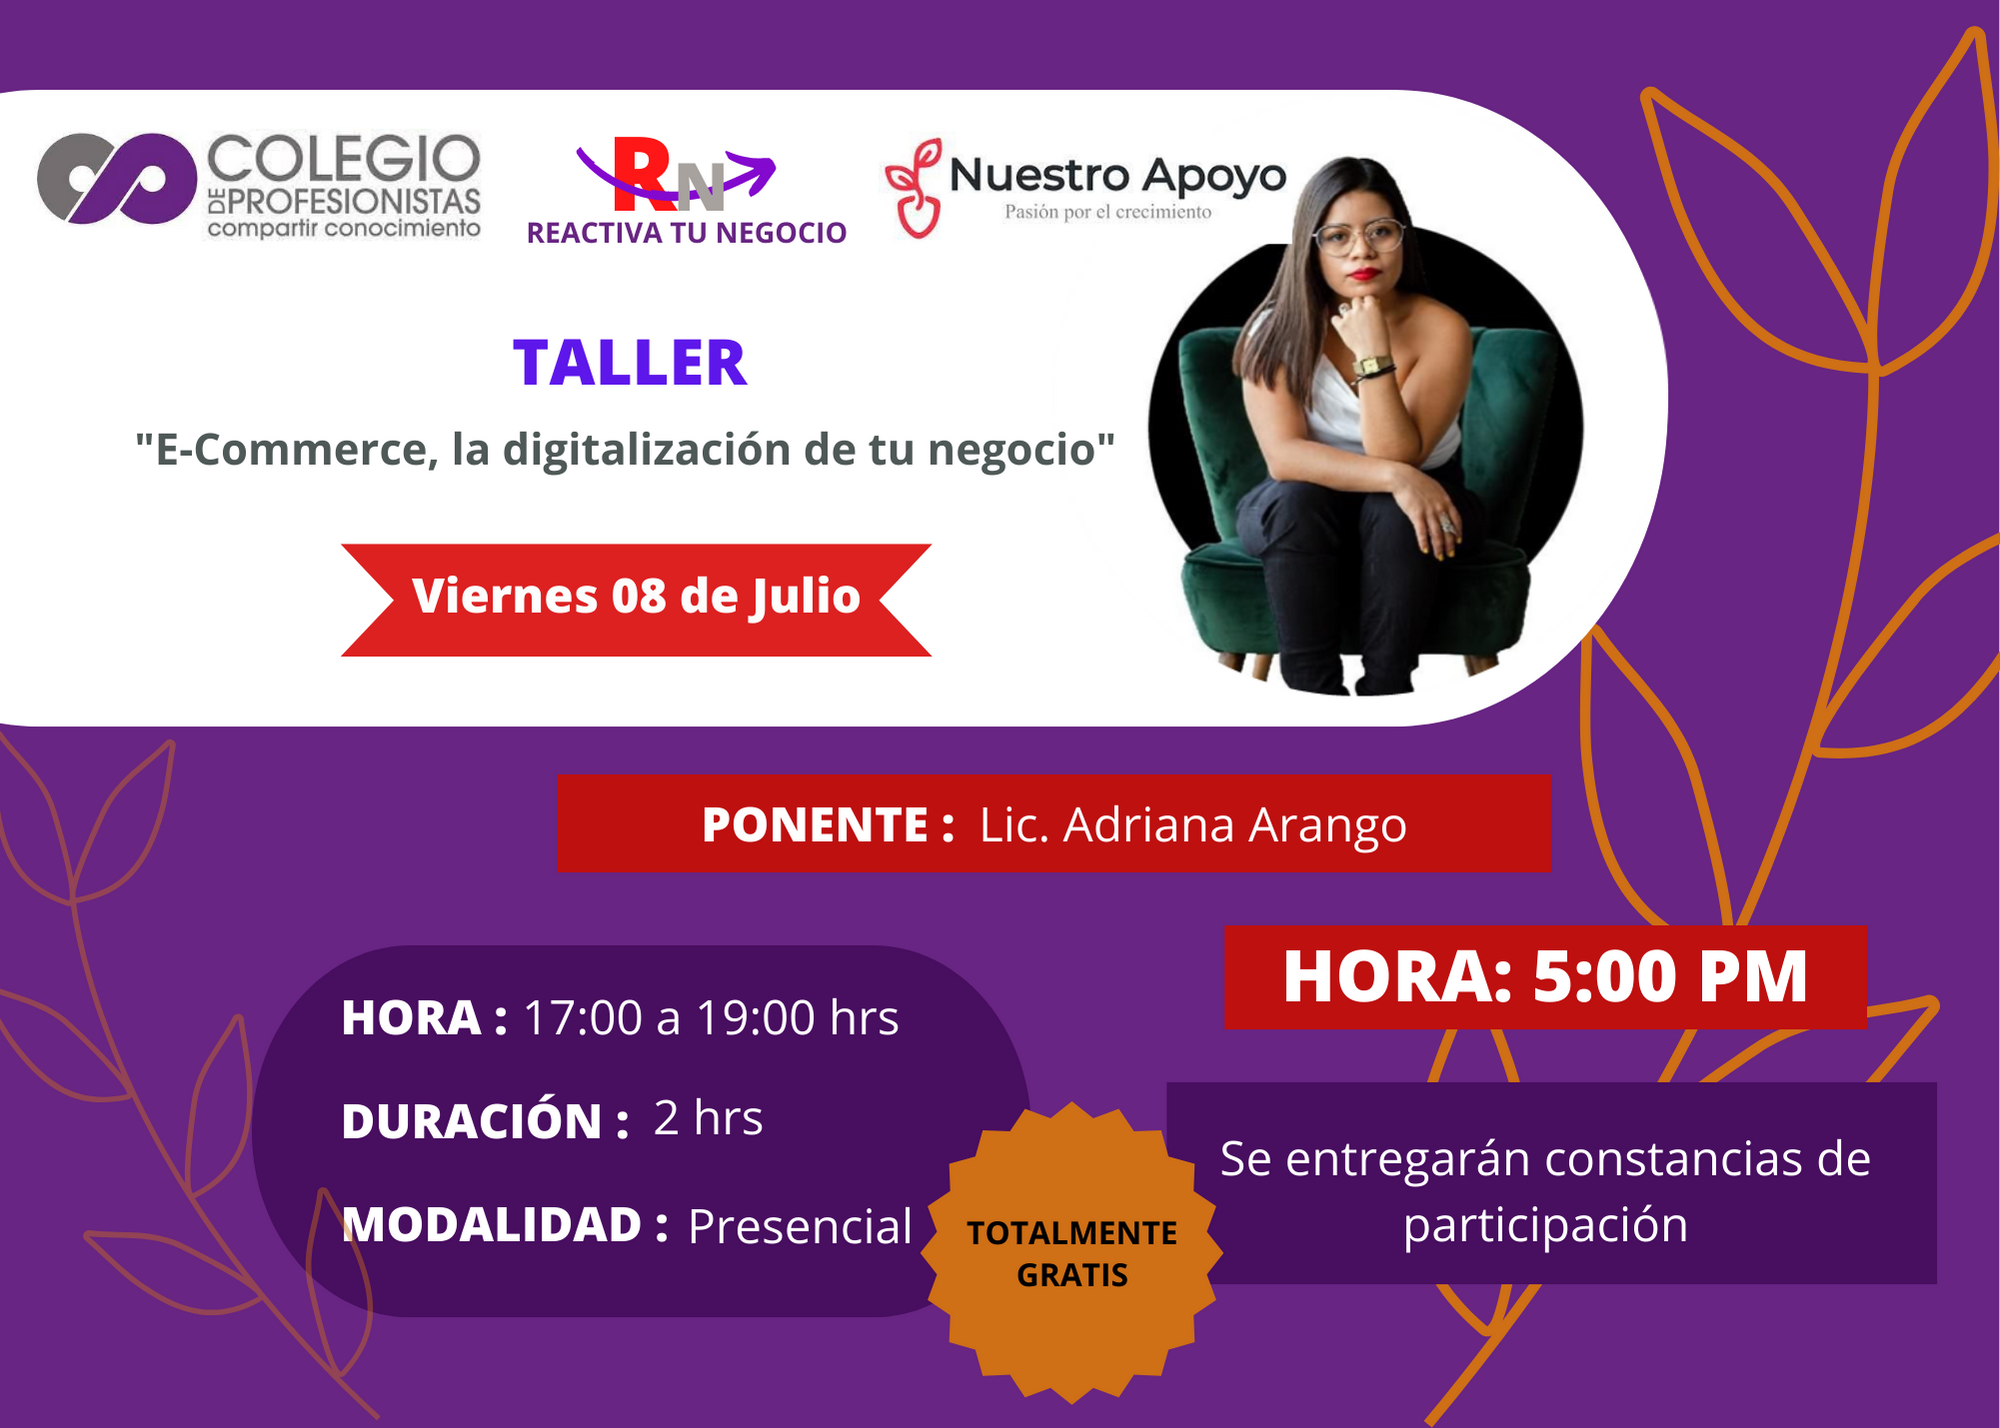 COLEGIO
DE PROFESIONISTAS
compartir conocimiento
RN
REACTIVA TU NEGOCIO
Nuestro Apoyo
Pasión por el crecimiento
TALLER
"E-Commerce, la digitalización de tu negocio"
Viernes 08 de Julio
PONENTE : Lic. Adriana Arango
HORA: 5:00 PM
HORA : 17:00 a 19:00 hrs
DURACIÓN : 2 hrs
MODALIDAD : Presencial
TOTALMENTE
GRATIS
Se entregarán constancias de
participación